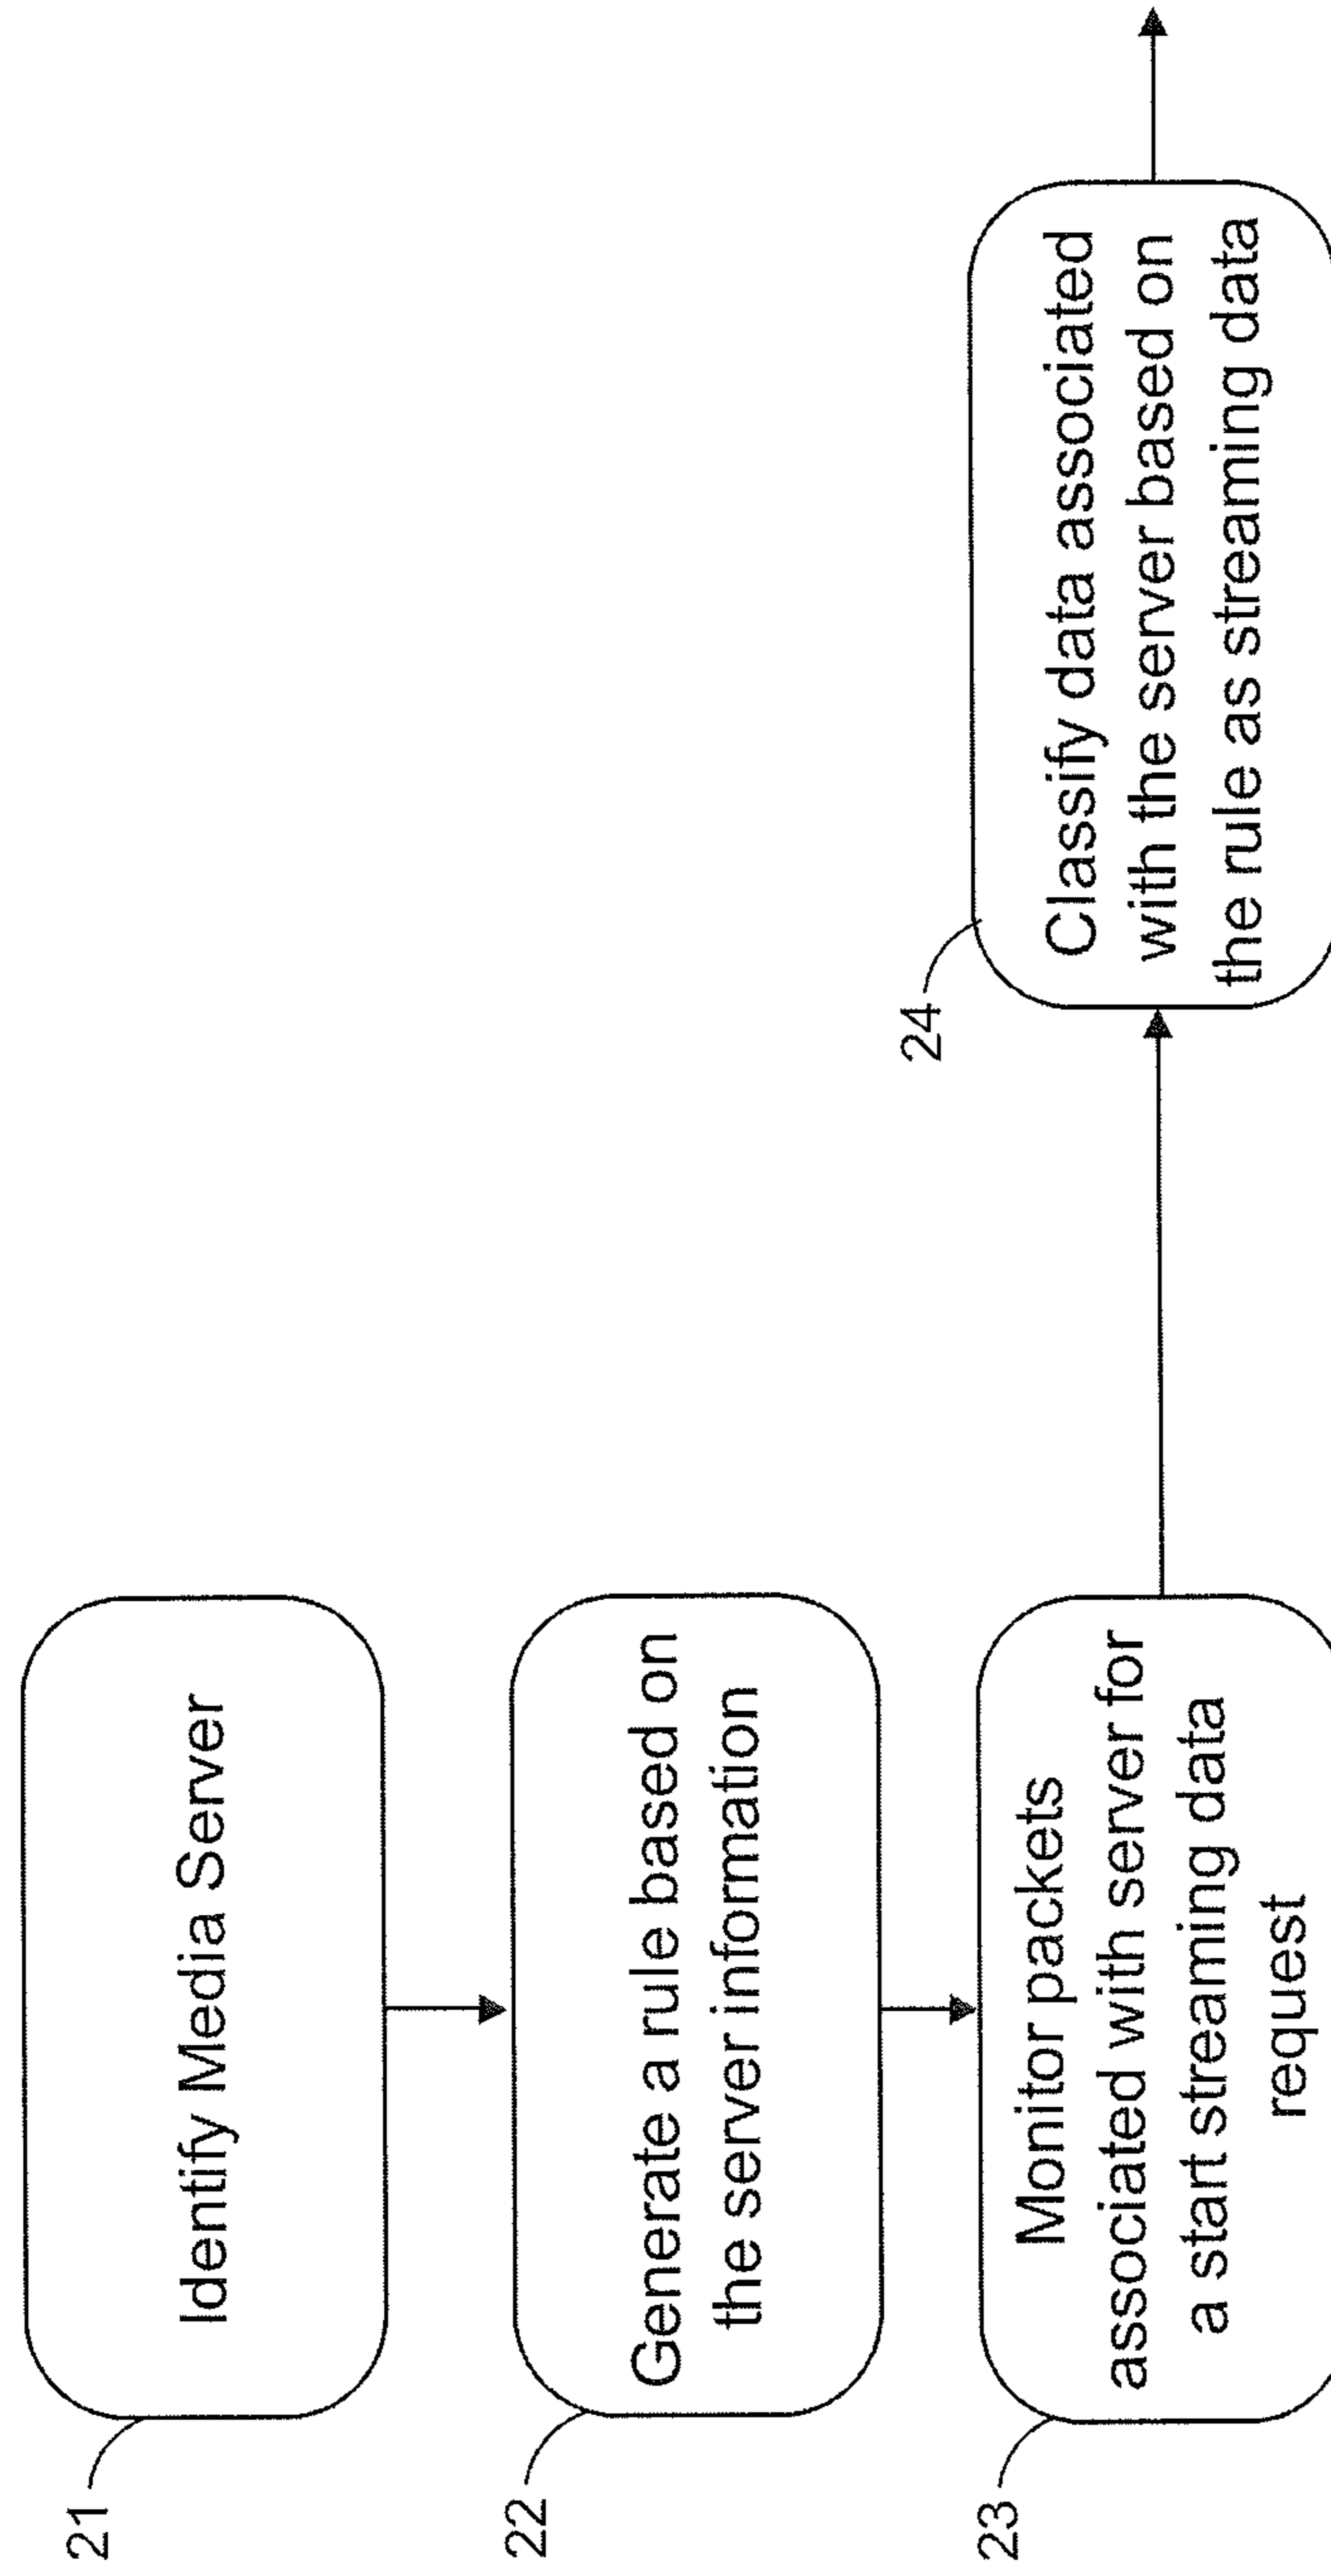 21
Identify Media Server
22
Generate a rule based on
the server information
23
Monitor packets
associated with server for
a start streaming data
request
24
Classify data associated
with the server based on
the rule as streaming data